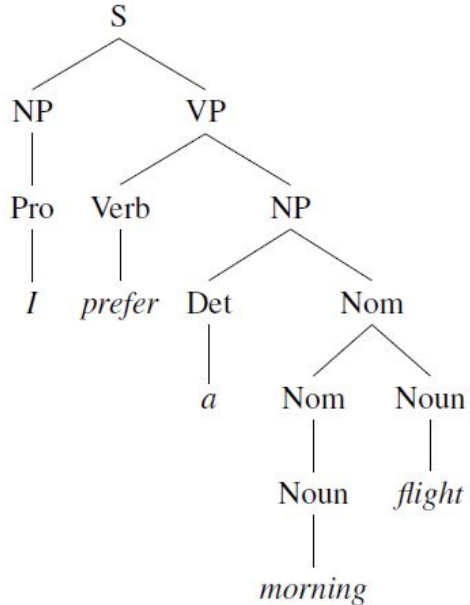 S
NP VP
Pro Verb NP
I prefer Det Nom
a Nom Noun
Noun flight
morning